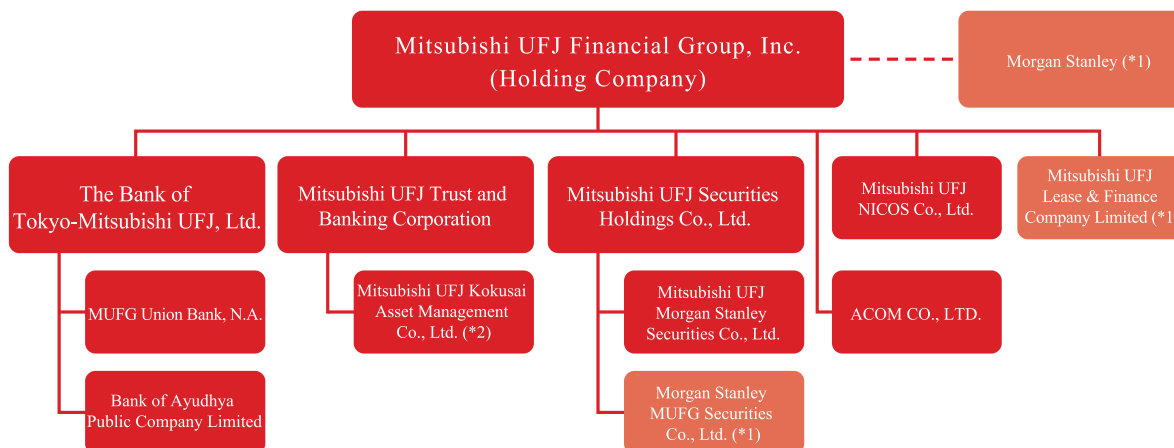 Mitsubishi UFJ Financial Group, Inc.
(Holding Company)
Morgan Stanley (*1)
The Bank of
Tokyo-Mitsubishi UFJ, Ltd.
Mitsubishi UFJ Trust and
Banking Corporation
Mitsubishi UFJ Securities
Holdings Co., Ltd.
Mitsubishi UFJ
NICOS Co., Ltd.
Mitsubishi UFJ
Lease & Finance
Company Limited (*1
MUFG Union Bank, N.A.
Mitsubishi UFJ Kokusai
Asset Management
Co., Ltd. (*2)
Mitsubishi UFJ
Morgan Stanley
Securities Co., Ltd.
ACOM CO., LTD.
Bank of Ayudhya
Public Company Limited
Morgan Stanley
MUFG Securities
Co., Ltd. (*1)